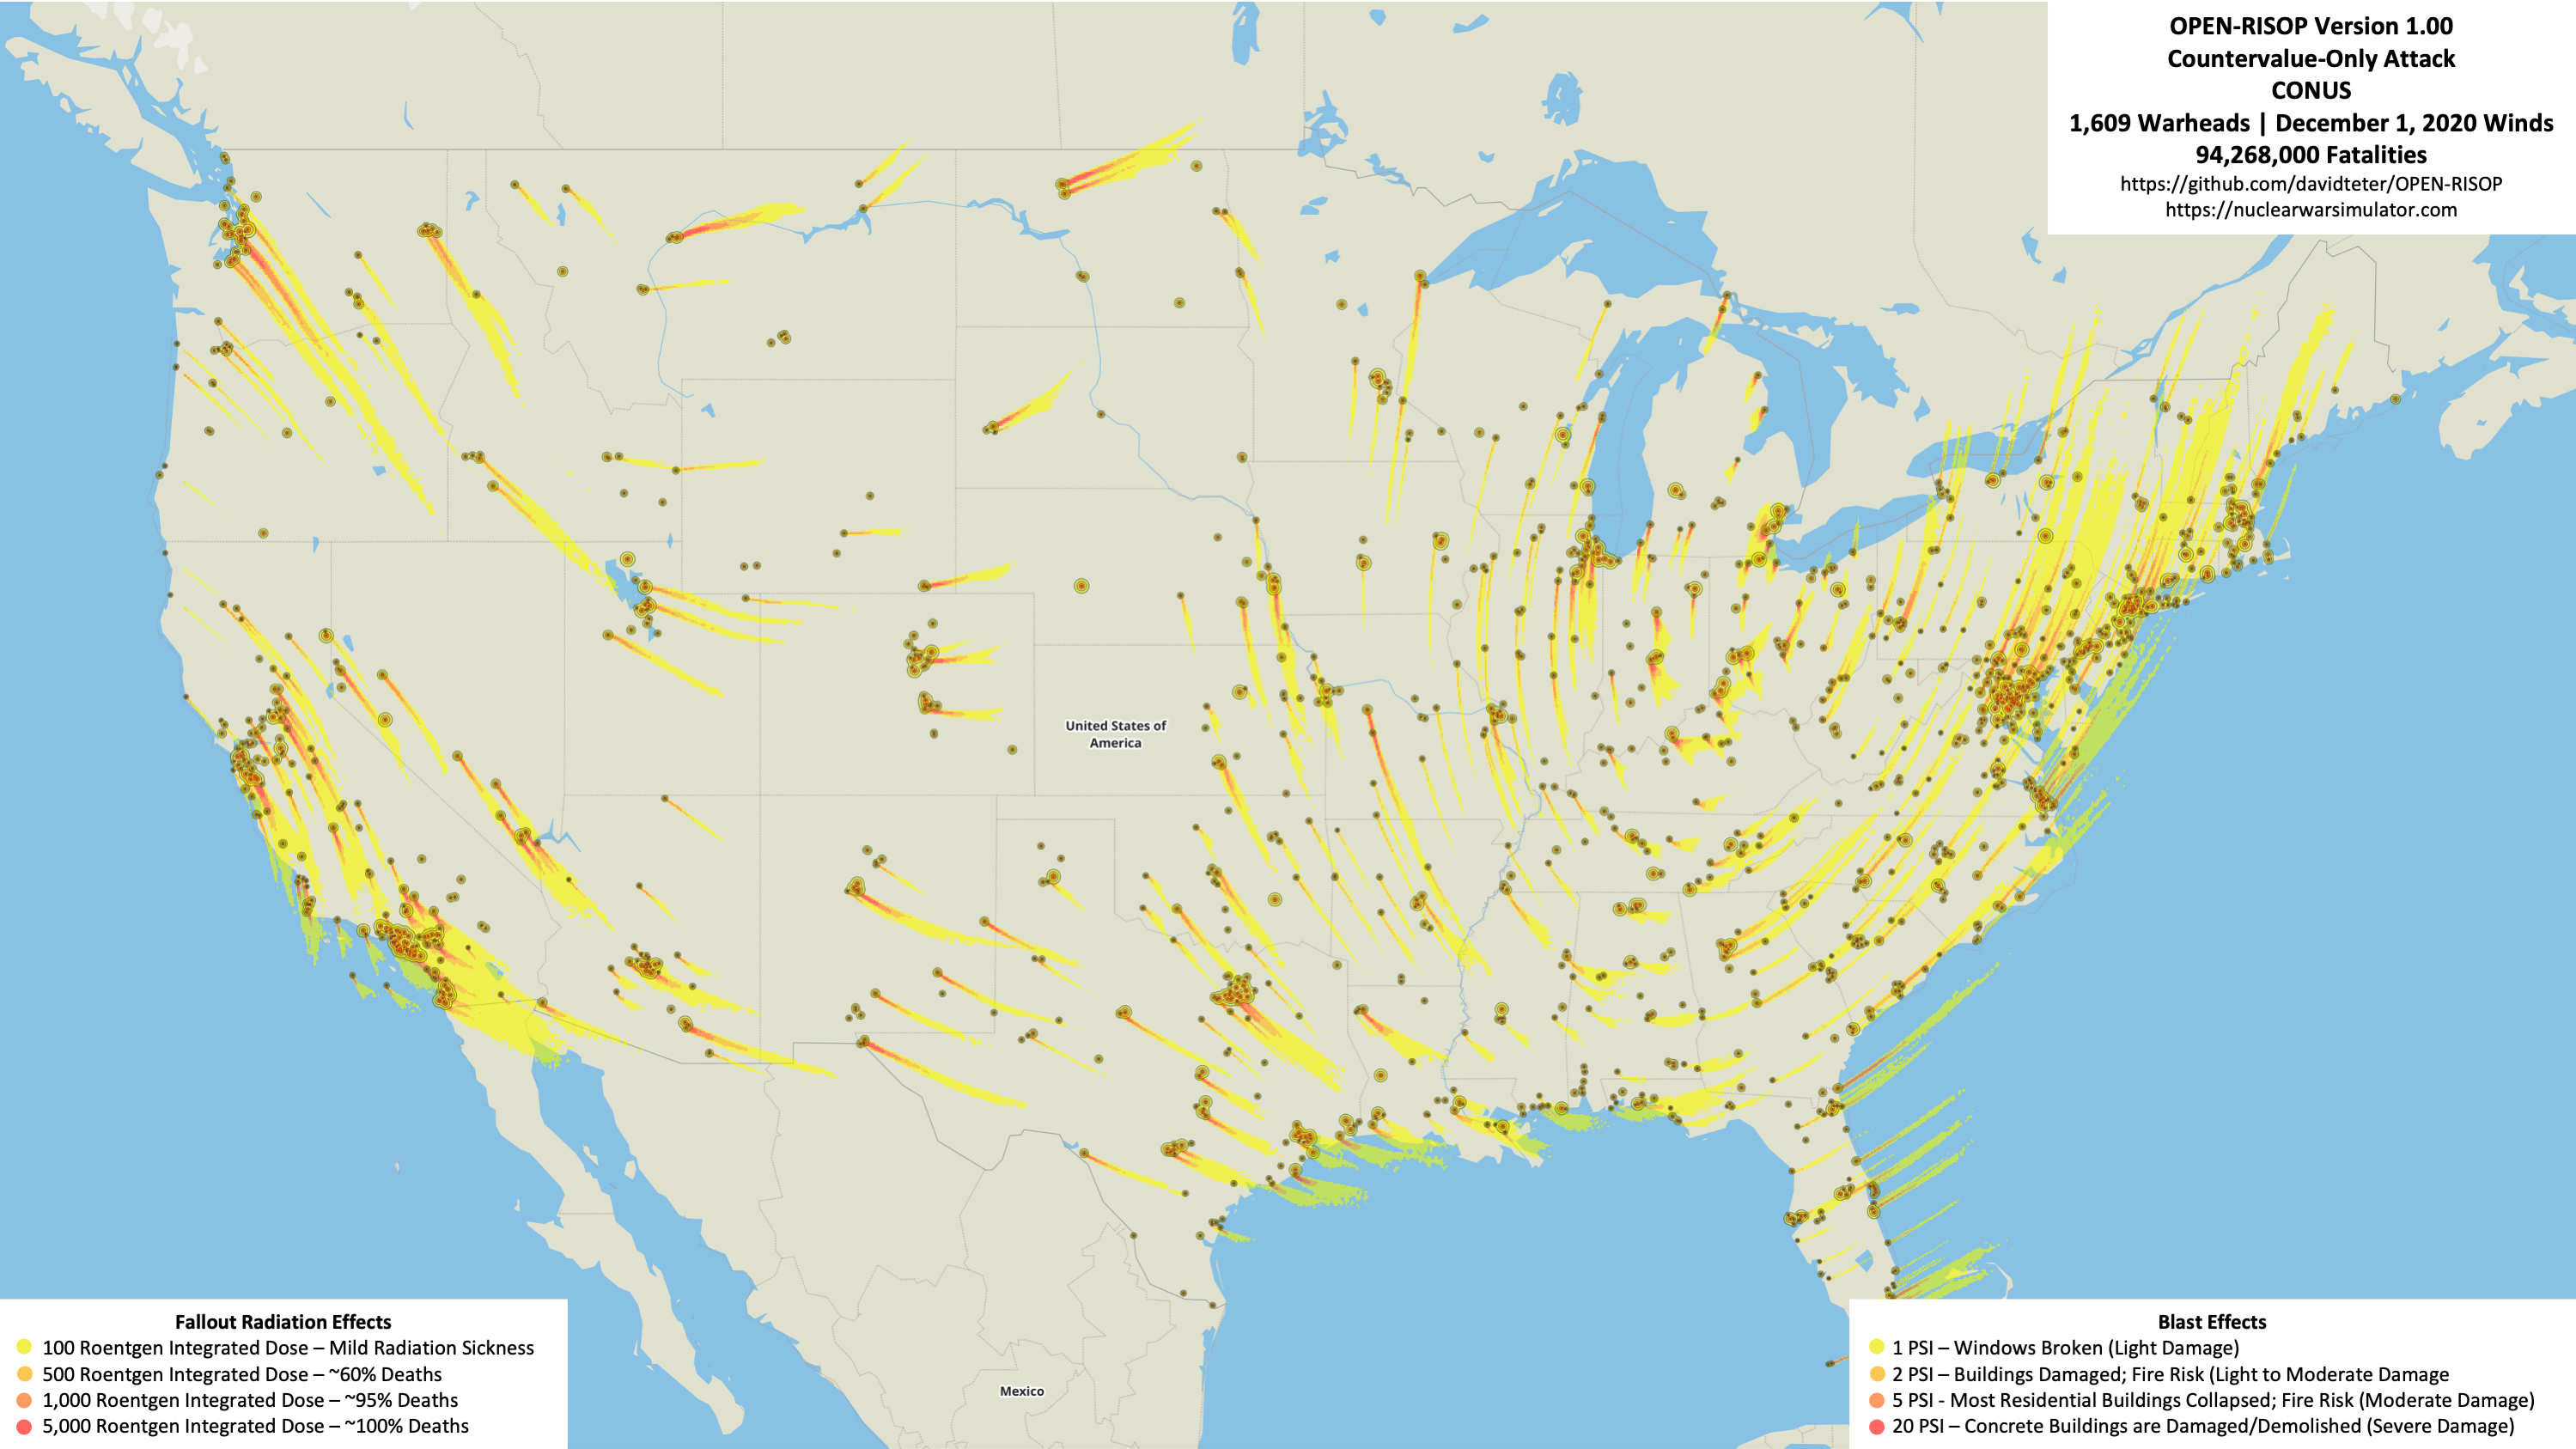 OPEN-RISOP Version 1.00
Countervalue-Only Attack
CONUS
1,609 Warheads | December 1, 2020 Winds
94,268,000 Fatalities
https://github.com/davidteter/OPEN-RISOP
https://nuclearwarsimulator.com
United States of
America
Mexico
Fallout Radiation Effects
100 Roentgen Integrated Dose – Mild Radiation Sickness
500 Roentgen Integrated Dose – ~60% Deaths
1,000 Roentgen Integrated Dose – ~95% Deaths
5,000 Roentgen Integrated Dose – ~100% Deaths
Blast Effects
1 PSI – Windows Broken (Light Damage)
2 PSI – Buildings Damaged; Fire Risk (Light to Moderate Damage
5 PSI - Most Residential Buildings Collapsed; Fire Risk (Moderate Damage)
20 PSI – Concrete Buildings are Damaged/Demolished (Severe Damage)